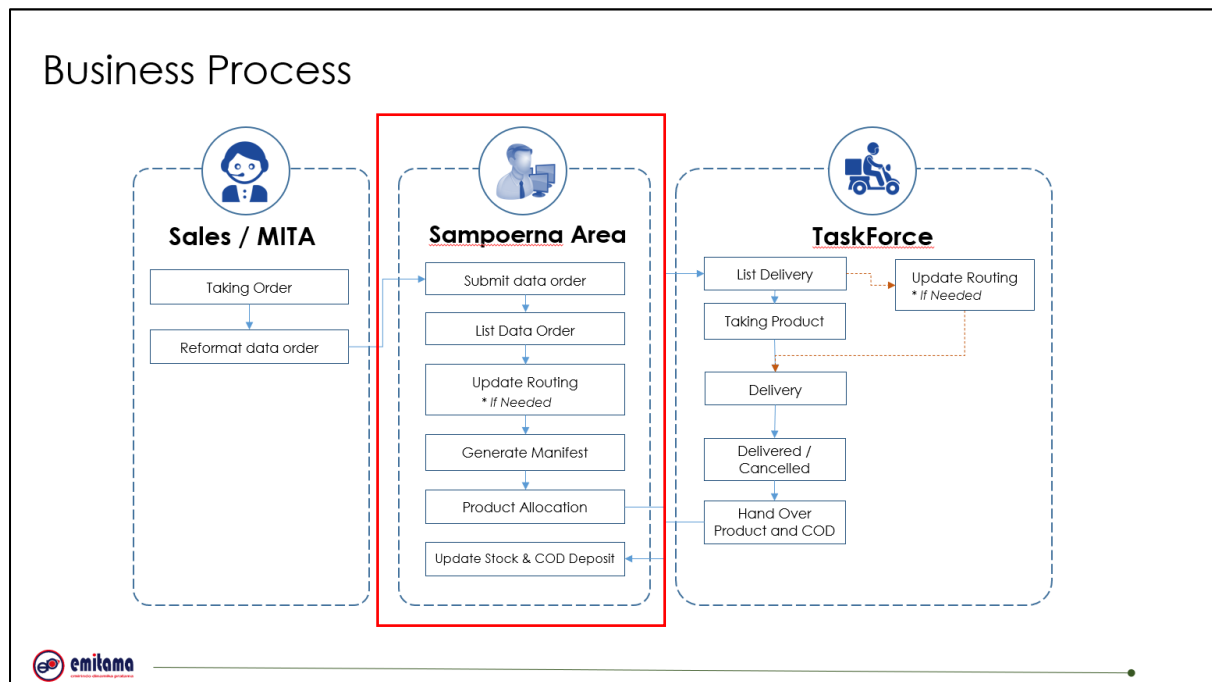 Business Process
Sales / MITA
Taking Order
Reformat data order
Sampoerna Area
Submit data order
List Data Order
Update Routing
* If Needed
Generate Manifest
Product Allocation
Update Stock & COD Deposit
TaskForce
List Delivery
Update Routing
* If Needed
Taking Product
Delivery
Delivered /
Cancelled
Hand Over
Product and COD
emitama